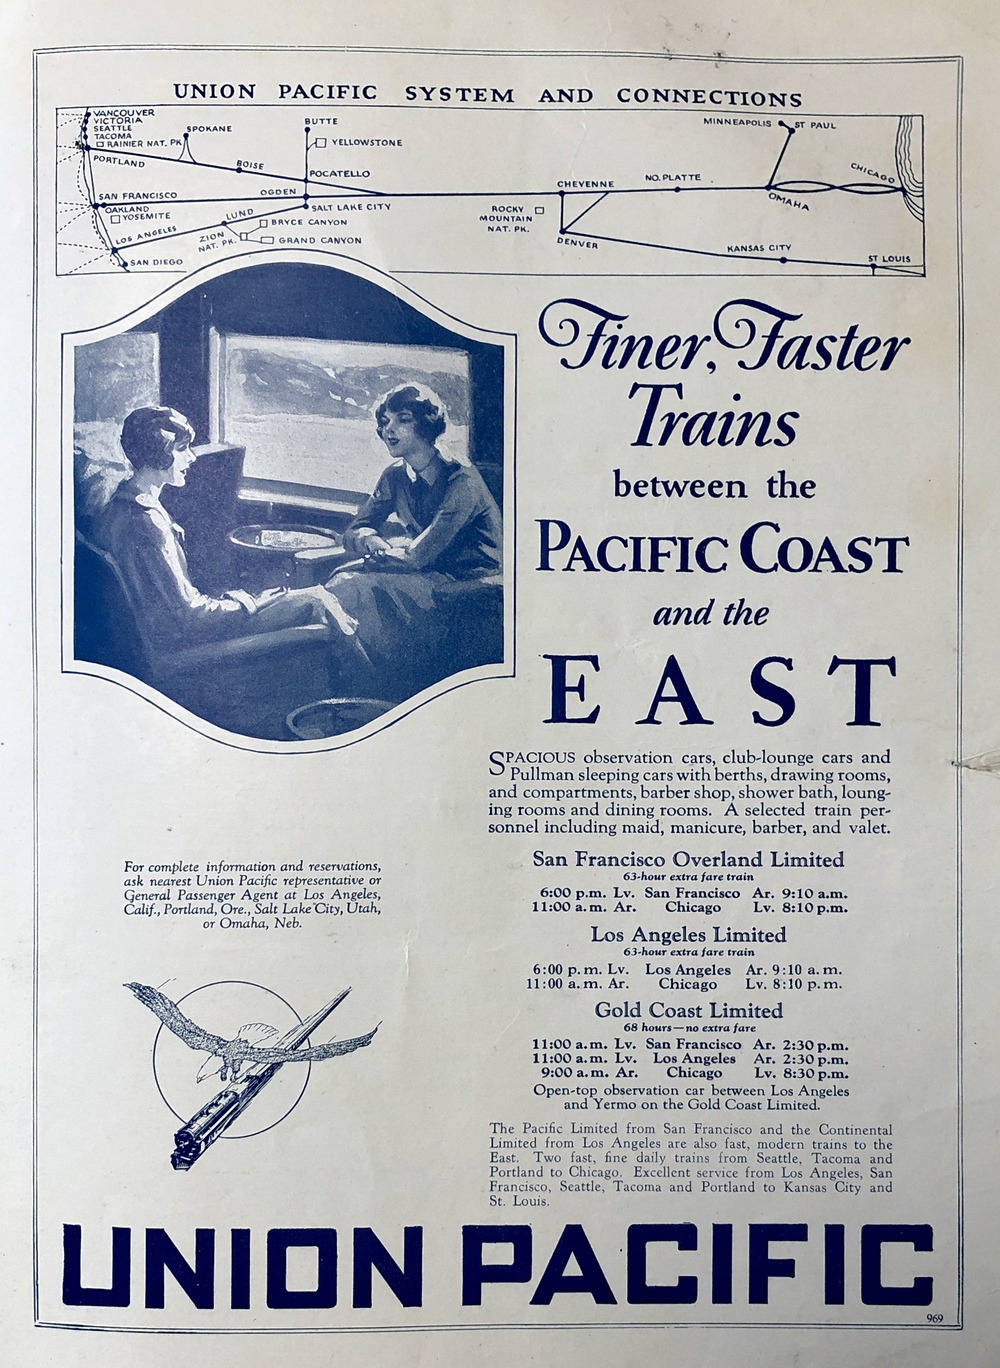 UNION PACIFIC SYSTEM AND CONNECTIONS
VANCOUVER
VICTORIA
SEATTLE
TACOMA
RAINIER NAT. PK.
PORTLAND
SPOKANE
BOISE
BUTTE
YELLOWSTONE
POCATELLO
OGDEN
SALT LAKE CITY
SAN FRANCISCO
OAKLAND
YOSEMITE
LOS ANGELES
SAN DIEGO
LUND
ZION
NAT. PK.
BRYCE CANYON
GRAND CANYON
CHEYENNE
NO. PLATTE
ROCKY
MOUNTAIN
NAT. PK.
DENVER
MINNEAPOLIS
ST PAUL
OMAHA
CHICAGO
KANSAS CITY
ST LOUIS
Finer, Faster
Trains
between the
PACIFIC COAST
and the
EAST
SPACIOUS observation cars, club-lounge cars and
Pullman sleeping cars with berths, drawing rooms,
and compartments, barber shop, shower bath, loung-
ing rooms and dining rooms. A selected train per-
sonnel including maid, manicure, barber, and valet.
San Francisco Overland Limited
63-hour extra fare train
6:00 p.m. Lv. San Francisco Ar. 9:10 a.m.
11:00 a.m. Ar. Chicago Lv. 8:10 p.m.
Los Angeles Limited
63-hour extra fare train
6:00 p.m. Lv. Los Angeles Ar. 9:10 a.m.
11:00 a.m. Ar. Chicago Lv. 8:10 p.m.
Gold Coast Limited
68 hours—no extra fare
11:00 a.m. Lv. San Francisco Ar. 2:30 p.m.
11:00 a.m. Lv. Los Angeles Ar. 2:30 p.m.
9:00 a.m. Ar. Chicago Lv. 8:30 p.m.
Open-top observation car between Los Angeles
and Yermo on the Gold Coast Limited.
The Pacific Limited from San Francisco and the Continental
Limited from Los Angeles are also fast, modern trains to the
East. Two fast, fine daily trains from Seattle, Tacoma and
Portland to Chicago. Excellent service from Los Angeles, San
Francisco, Seattle, Tacoma and Portland to Kansas City and
St. Louis.
For complete information and reservations,
ask nearest Union Pacific representative or
General Passenger Agent at Los Angeles,
Calif., Portland, Ore., Salt Lake City, Utah,
or Omaha, Neb.
UNION PACIFIC
969